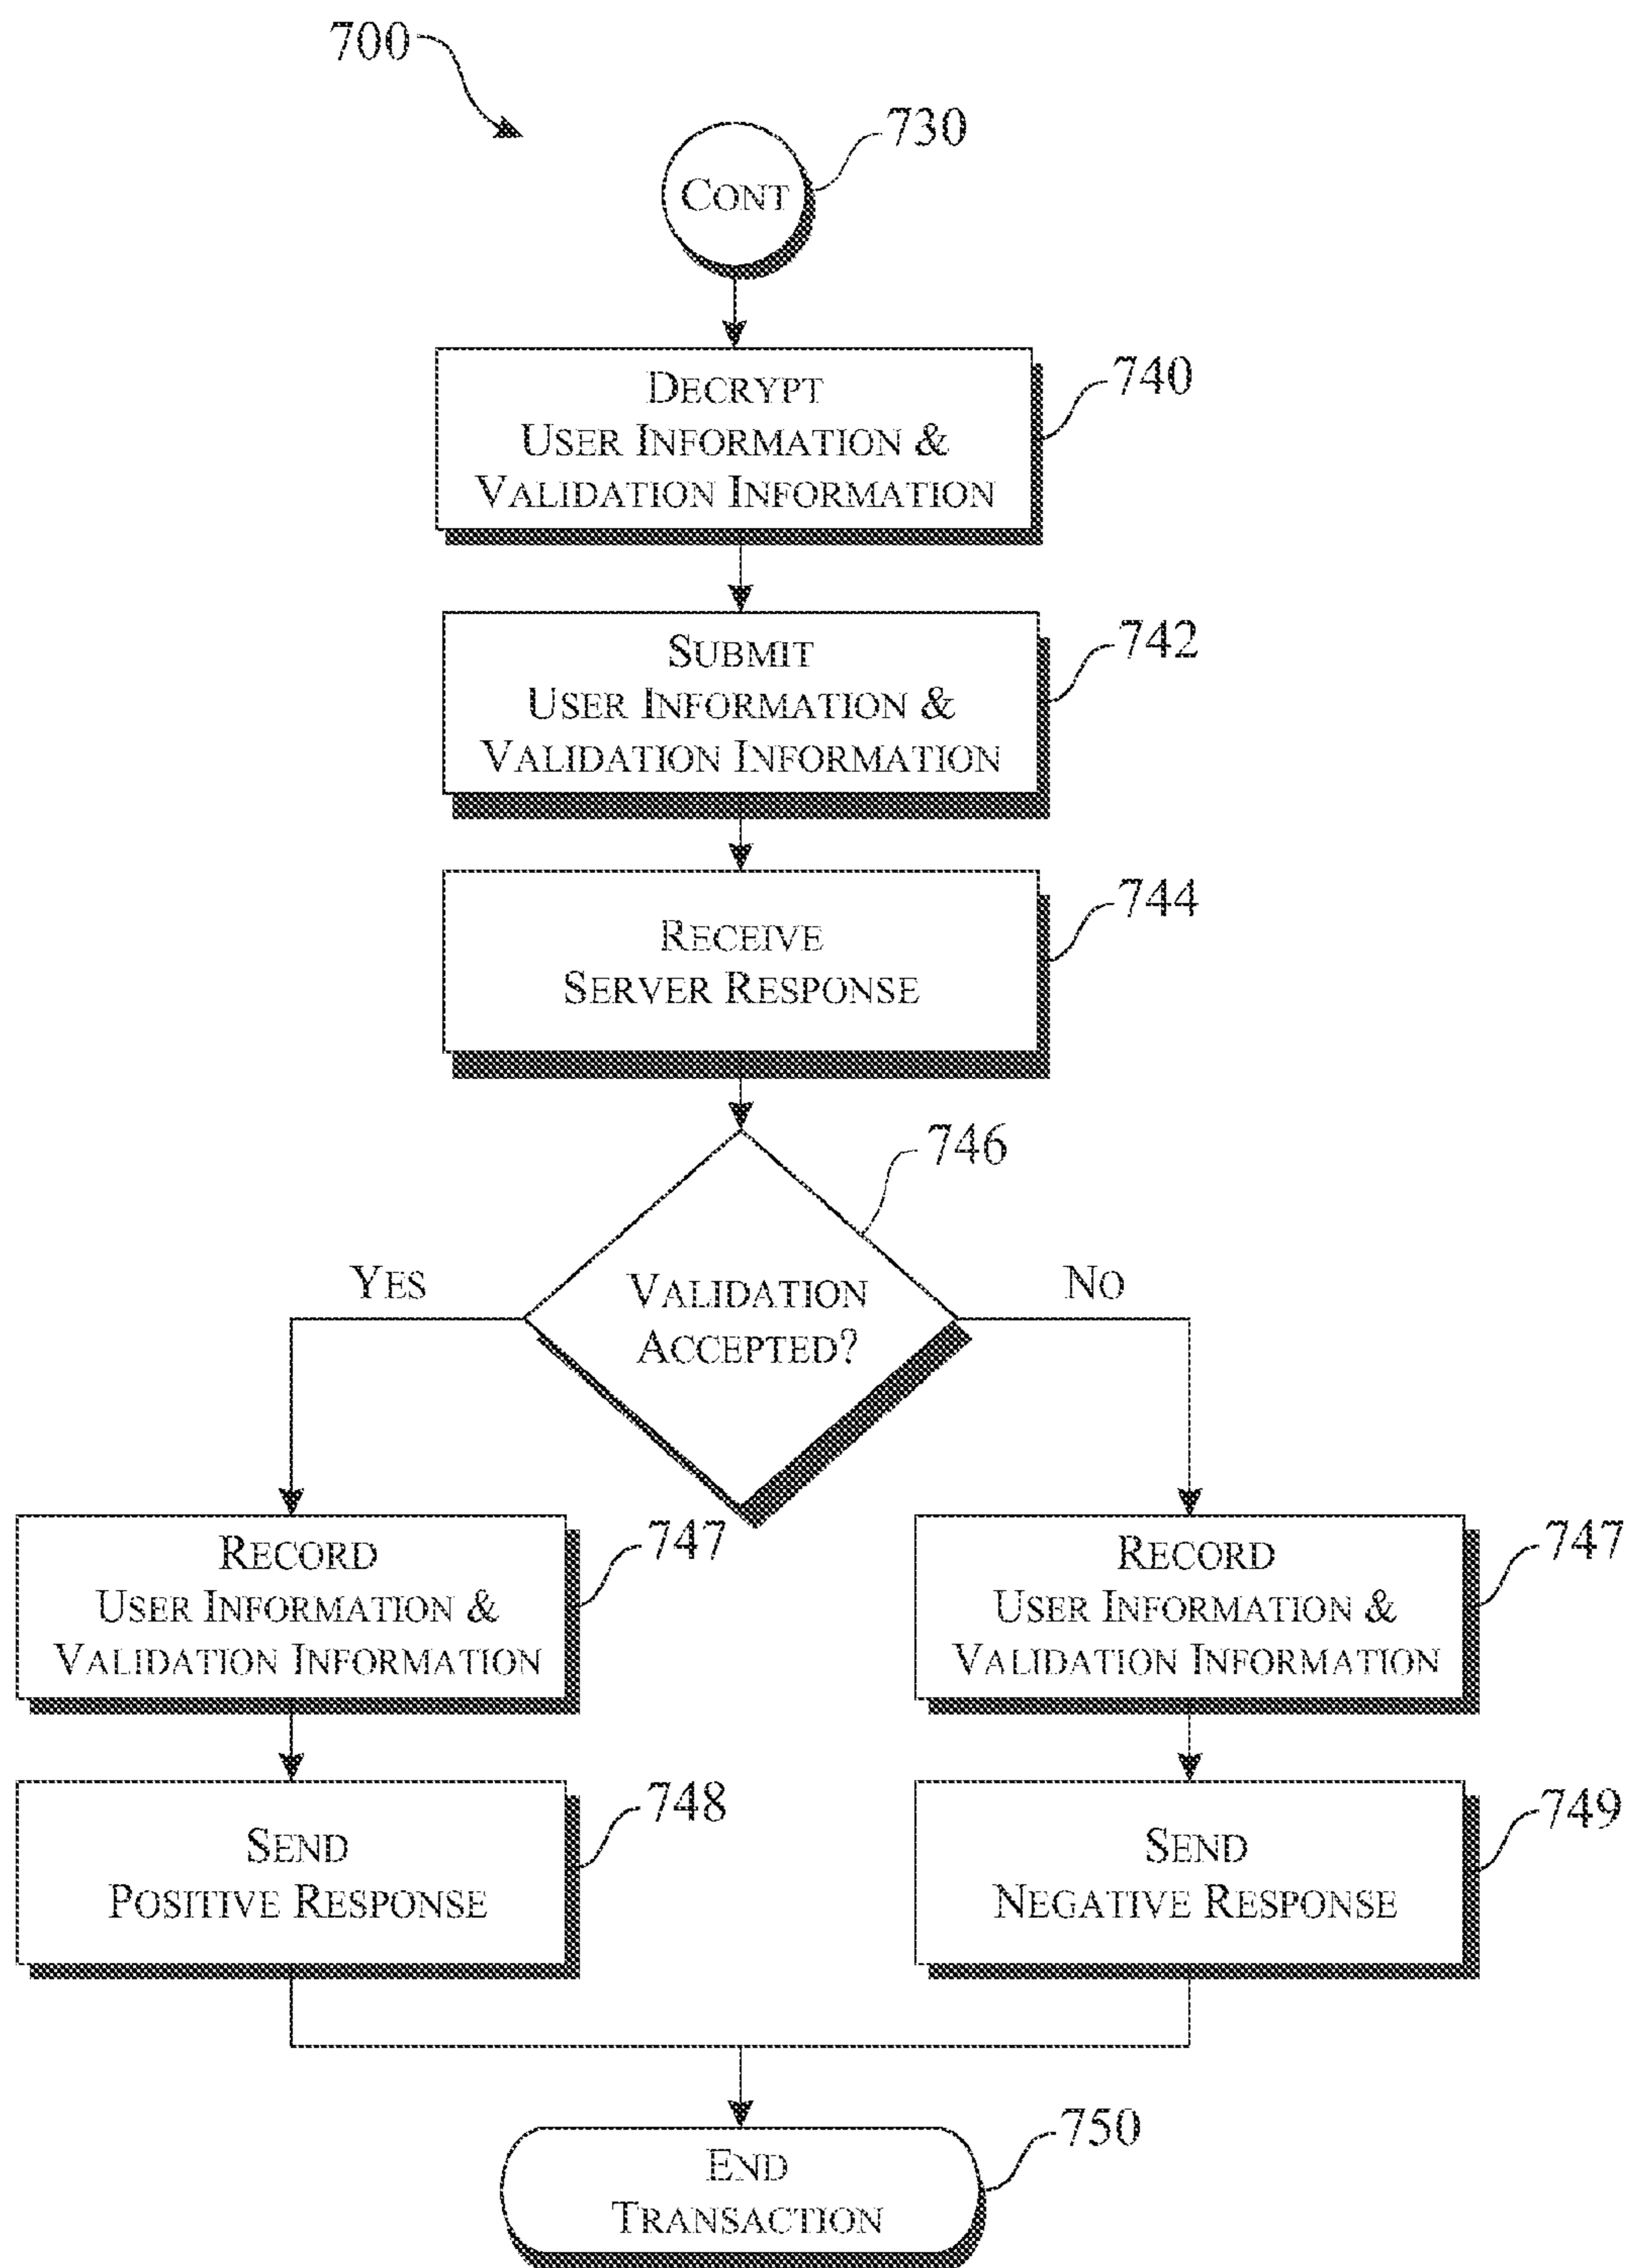 700
730
CONT
740
DECRYPT
USER INFORMATION &
VALIDATION INFORMATION
742
SUBMIT
USER INFORMATION &
VALIDATION INFORMATION
744
RECEIVE
SERVER RESPONSE
746
YES
NO
VALIDATION
ACCEPTED?
747
RECORD
USER INFORMATION &
VALIDATION INFORMATION
747
RECORD
USER INFORMATION &
VALIDATION INFORMATION
748
SEND
POSITIVE RESPONSE
749
SEND
NEGATIVE RESPONSE
750
END
TRANSACTION